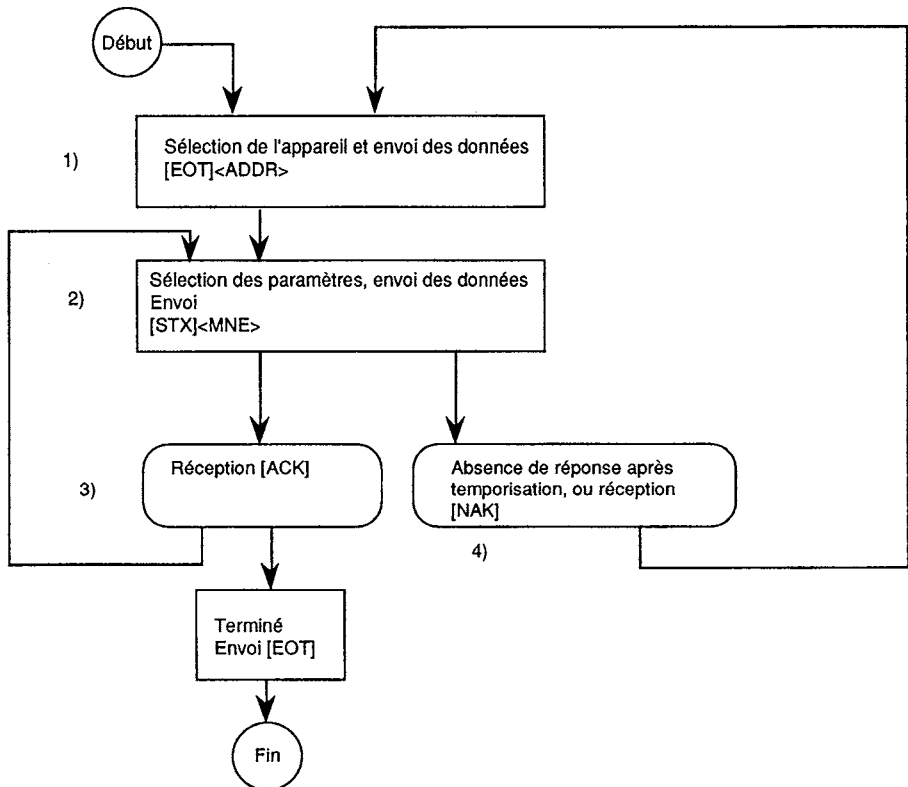 Début
1)
Sélection de l'appareil et envoi des données
[EOT]<ADDR>
2)
Sélection des paramètres, envoi des données
Envoi
[STX]<MNE>
3)
Réception [ACK]
Absence de réponse après
temporisation, ou réception
[NAK]
4)
Terminé
Envoi [EOT]
Fin